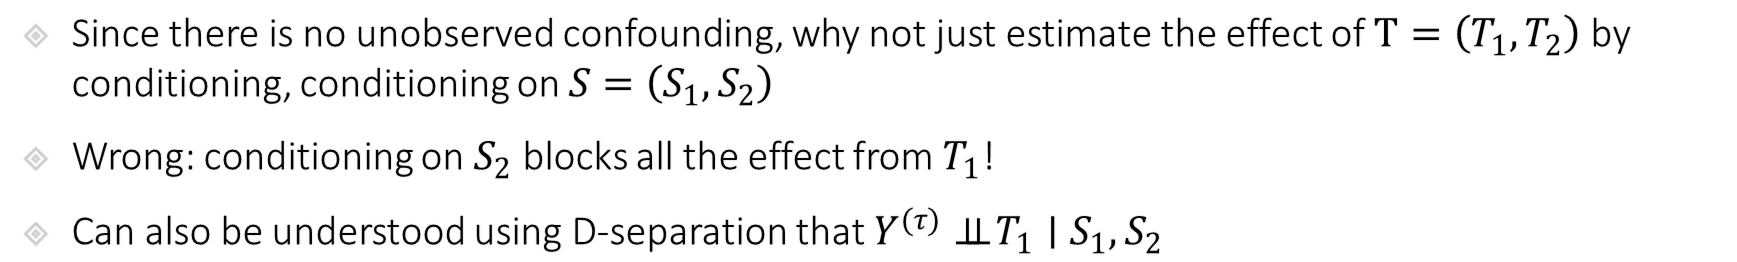 Since there is no unobserved confounding, why not just estimate the effect of T = (T₁, T₂) by
conditioning, conditioning on S = (S₁, S₂)
Wrong: conditioning on S₂ blocks all the effect from T₁!
Can also be understood using D-separation that Y⁽τ⁾ ⫫ T₁ | S₁, S₂